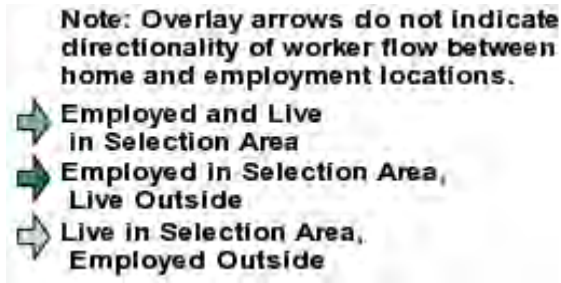 Note: Overlay arrows do not indicate
directionality of worker flow between
home and employment locations.
Employed and Live
in Selection Area
Employed in Selection Area,
Live Outside
Live in Selection Area,
Employed Outside